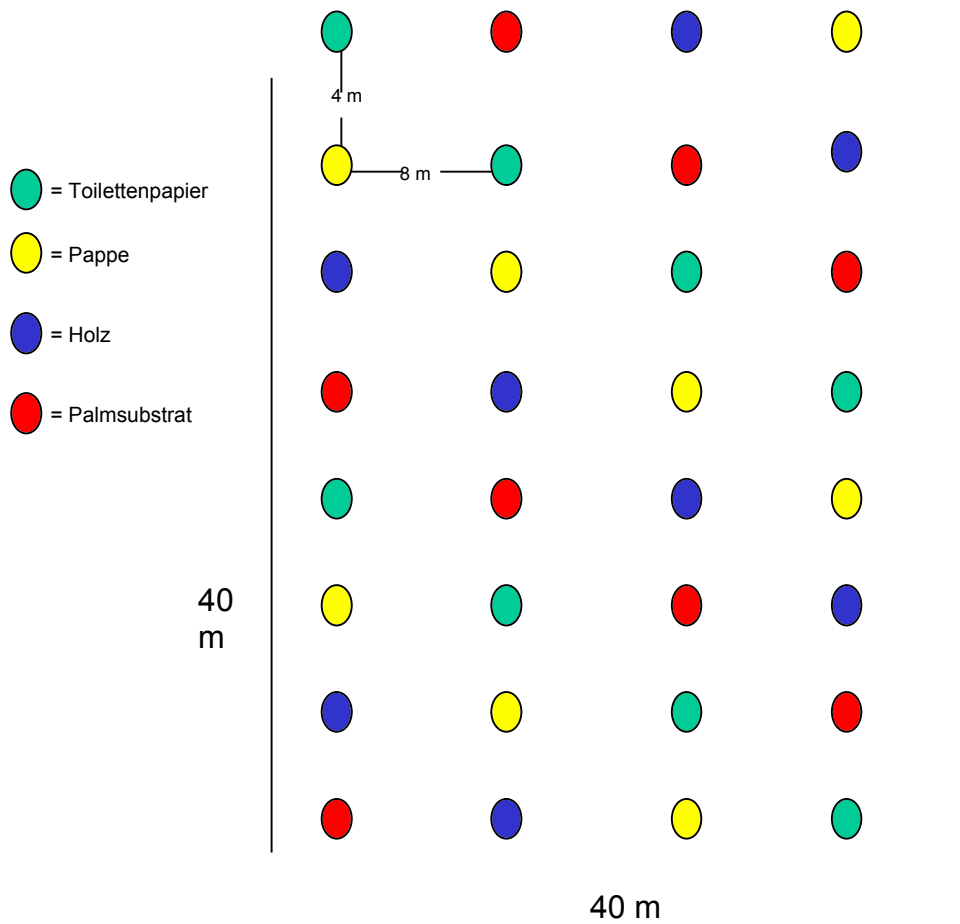 4 m
8 m
= Toilettenpapier
= Pappe
= Holz
= Palmsubstrat
40
m
40 m